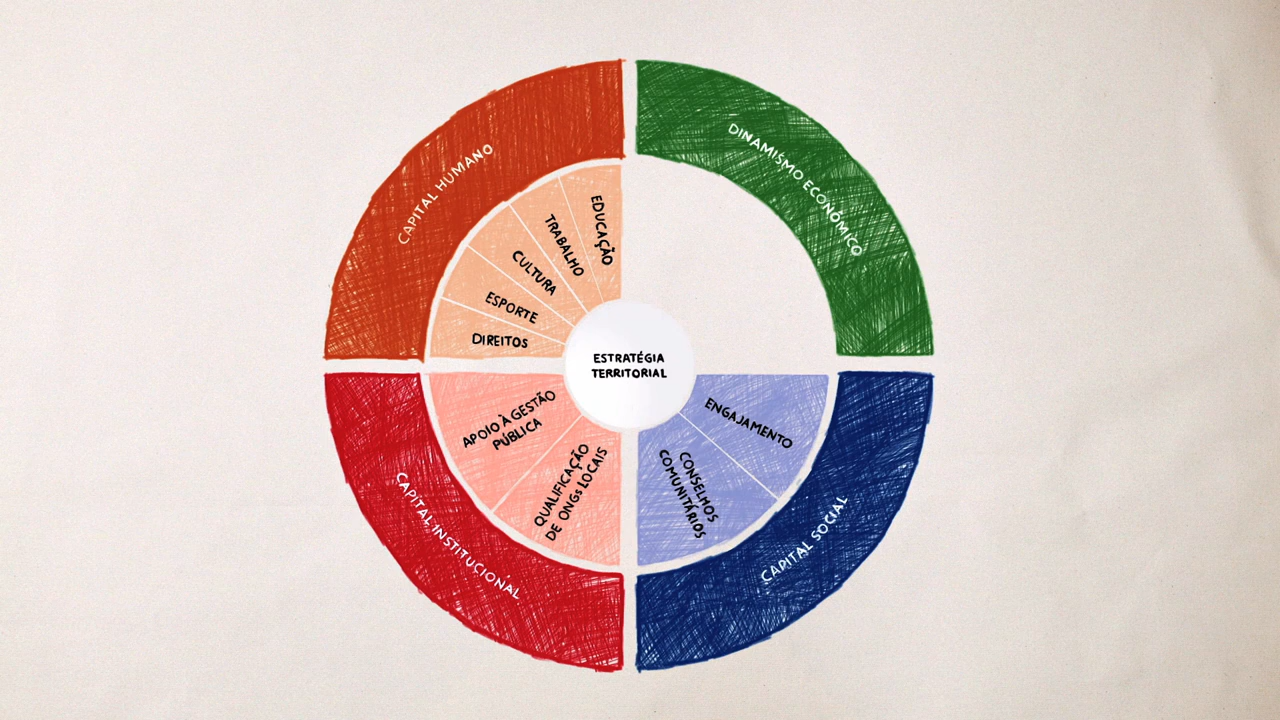 CAPITAL HUMANO
DINAMISMO ECONÔMICO
EDUCAÇÃO
TRABALHO
CULTURA
ESPORTE
DIREITOS
ESTRATÉGIA
TERRITORIAL
APOIO À GESTÃO
PÚBLICA
QUALIFICAÇÃO
DE ONGs LOCAIS
ENGAJAMENTO
CONSELHOS
COMUNITÁRIOS
CAPITAL INSTITUCIONAL
CAPITAL SOCIAL